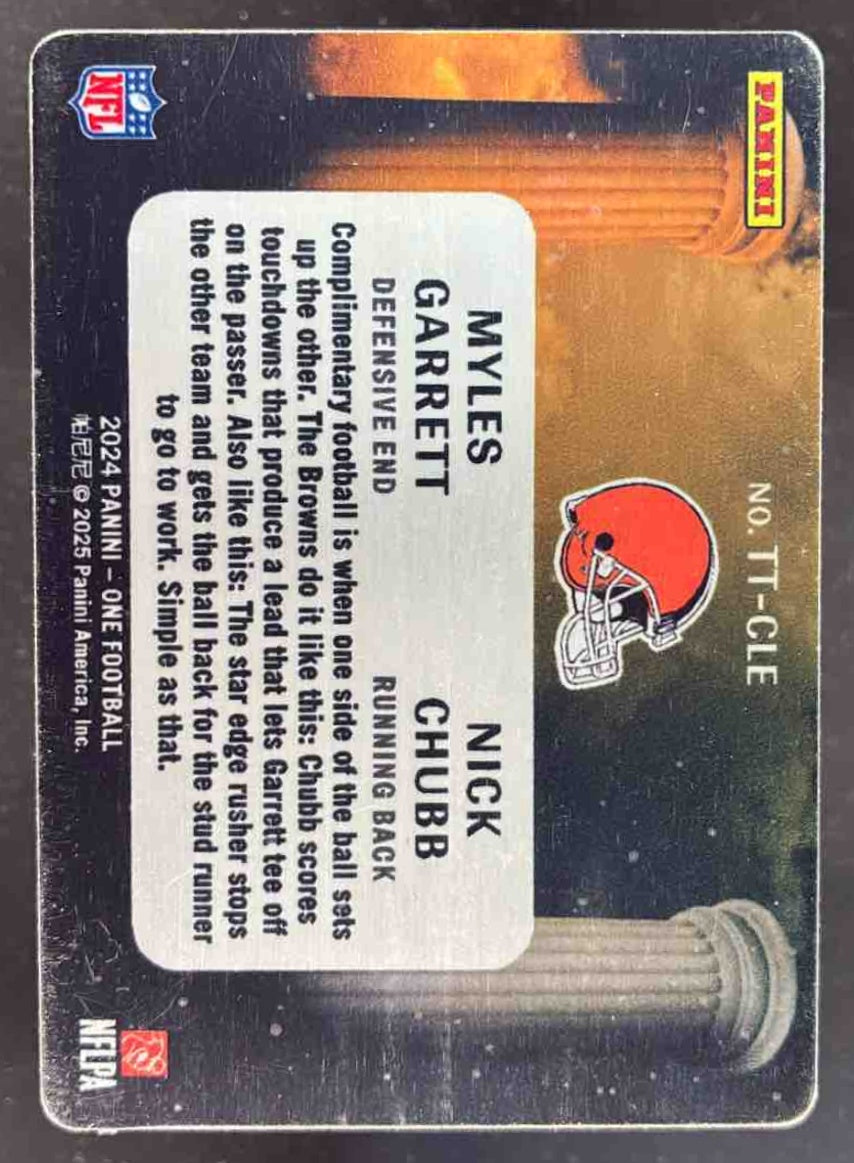 PANINI
NO. TT-CLE
MYLES
GARRETT
DEFENSIVE END
NICK
CHUBB
RUNNING BACK
Complimentary football is when one side of the ball sets
up the other. The Browns do it like this: Chubb scores
touchdowns that produce a lead that lets Garrett tee off
on the passer. Also like this: The star edge rusher stops
the other team and gets the ball back for the stud runner
to go to work. Simple as that.
NFL
2024 PANINI – ONE FOOTBALL
帕尼尼 © 2025 Panini America, Inc.
NFLPA